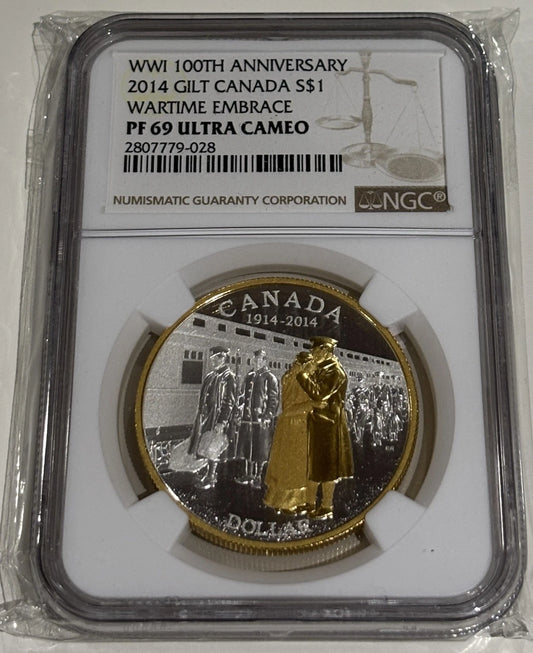 WWI 100TH ANNIVERSARY
2014 GILT CANADA S$1
WARTIME EMBRACE
PF 69 ULTRA CAMEO
2807779-028
NUMISMATIC GUARANTY CORPORATION
NGC®
CANADA
1914-2014
DOLLAR